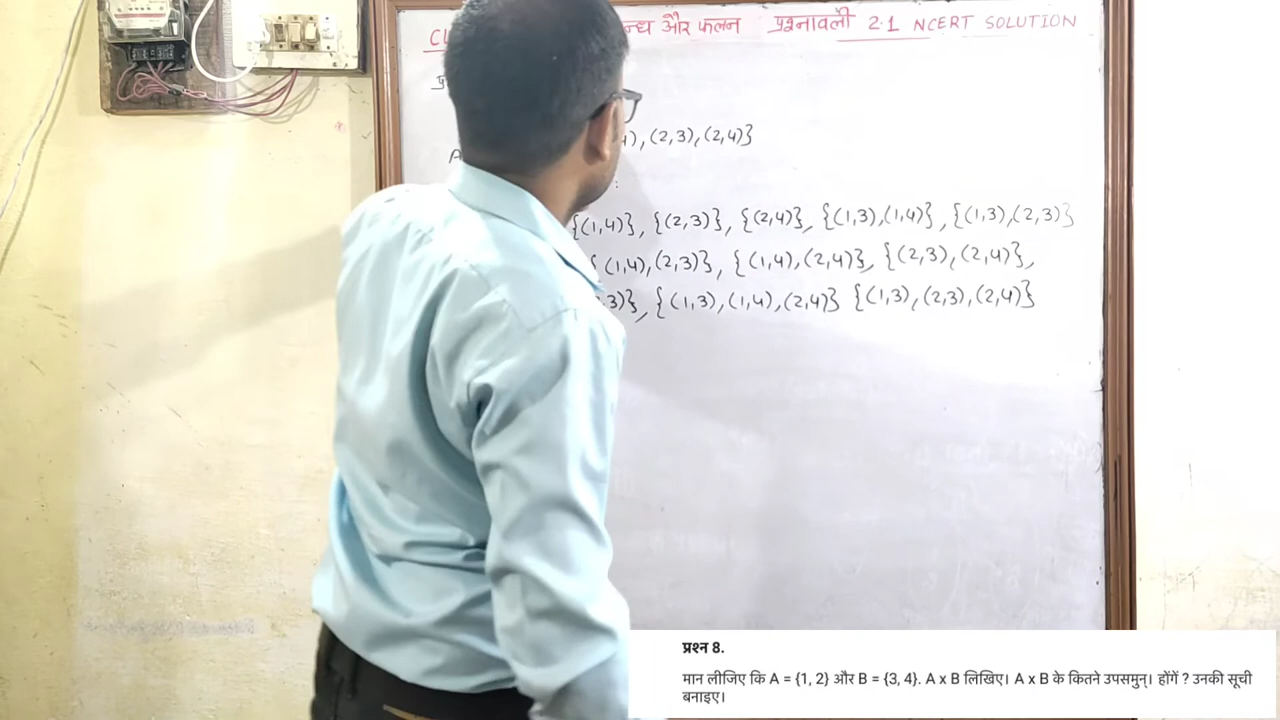 न्ध और फलन प्रश्नावली 2.1 NCERT SOLUTION
), (2,3), (2,4)}
{(1,4)}, {(2,3)}, {(2,4)}, {(1,3),(1,4)}, {(1,3),(2,3)}
{(1,4),(2,3)}, {(1,4),(2,4)}, {(2,3),(2,4)},
,3)}, {(1,3),(1,4),(2,4)} {(1,3),(2,3),(2,4)}
प्रश्न 8.
मान लीजिए कि A = {1, 2} और B = {3, 4}. A x B लिखिए। A x B के कितने उपसमुन्। होंगें ? उनकी सूची
बनाइए।